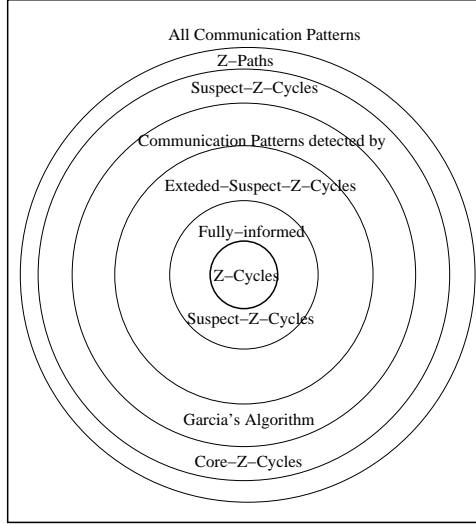 All Communication Patterns
Z−Paths
Suspect−Z−Cycles
Communication Patterns detected by
Exteded−Suspect−Z−Cycles
Fully−informed
Z−Cycles
Suspect−Z−Cycles
Garcia's Algorithm
Core−Z−Cycles